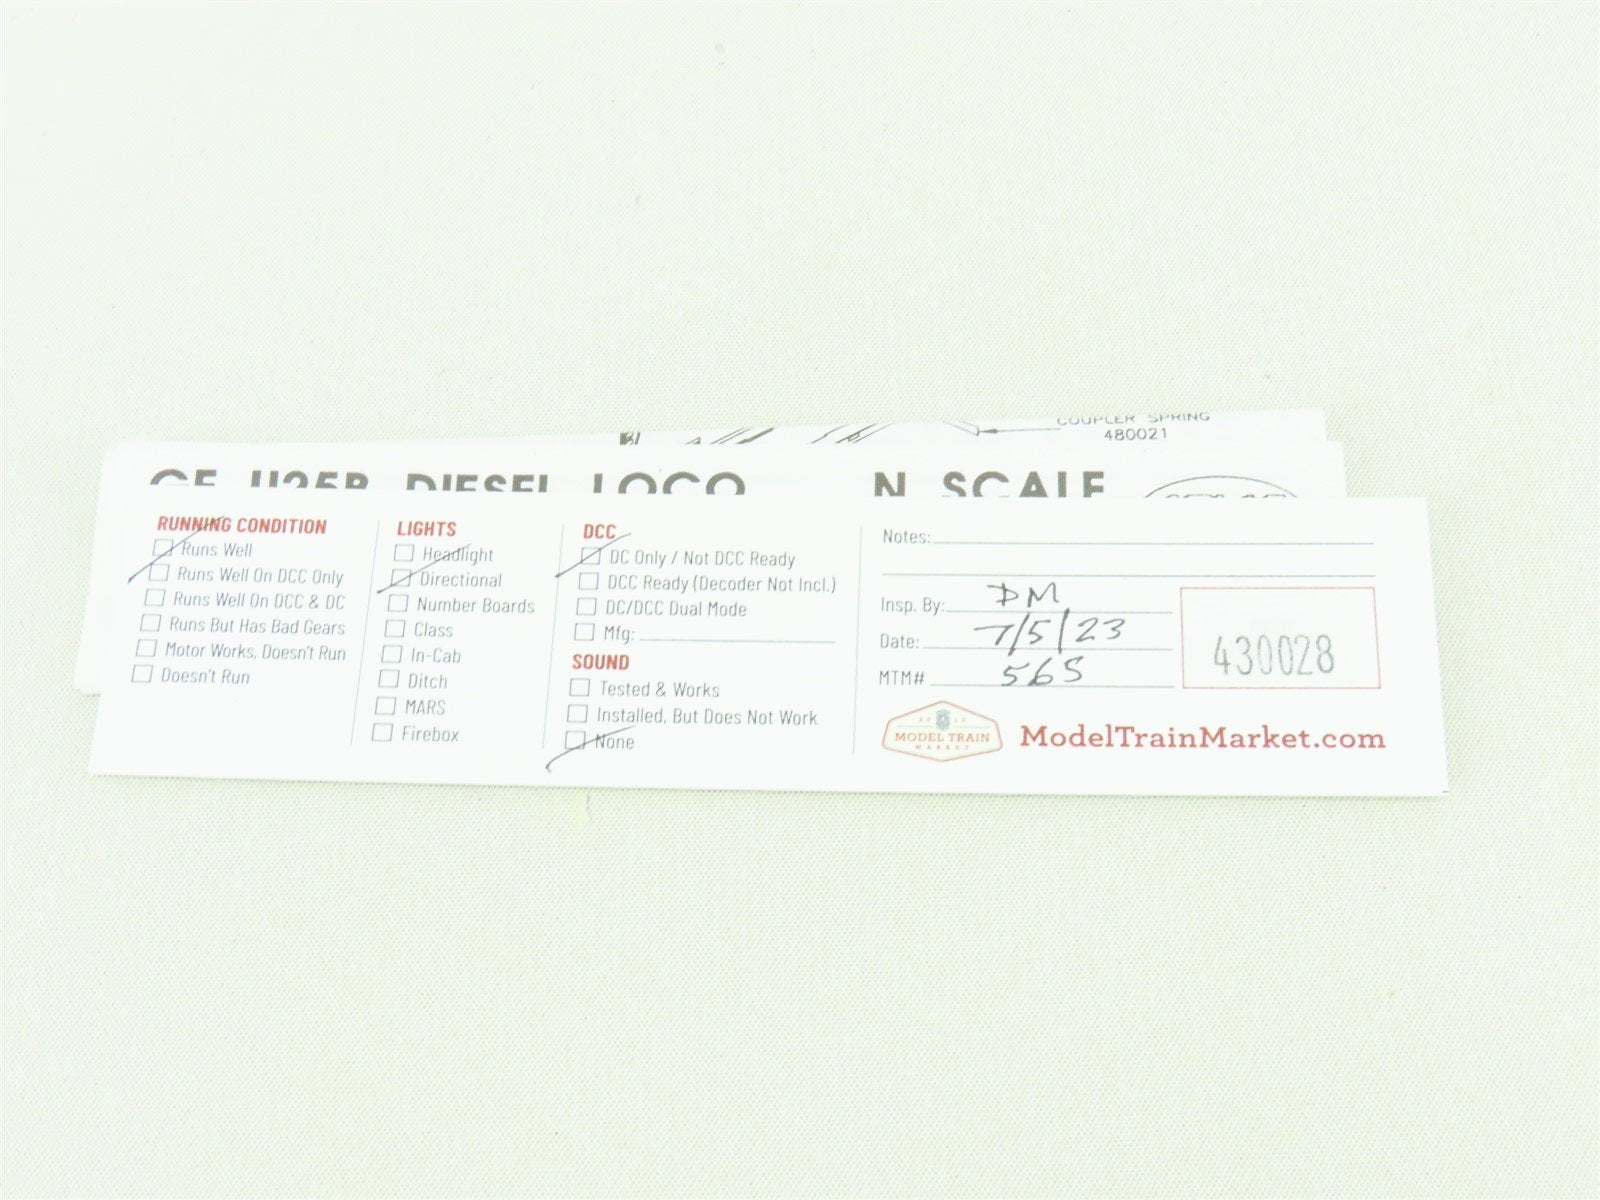 COUPLER SPRING
480021
GE U25B DIESEL LOCO N SCALE
RUNNING CONDITION
Runs Well
Runs Well On DCC Only
Runs Well On DCC & DC
Runs But Has Bad Gears
Motor Works, Doesn't Run
Doesn't Run
LIGHTS
Headlight
Directional
Number Boards
Class
In-Cab
Ditch
MARS
Firebox
DCC
DC Only / Not DCC Ready
DCC Ready (Decoder Not Incl.)
DC/DCC Dual Mode
Mfg:
SOUND
Tested & Works
Installed, But Does Not Work
None
Notes:
Insp. By: DM
Date: 7/5/23
MTM# 565
430028
MODEL TRAIN
MARKET
ModelTrainMarket.com